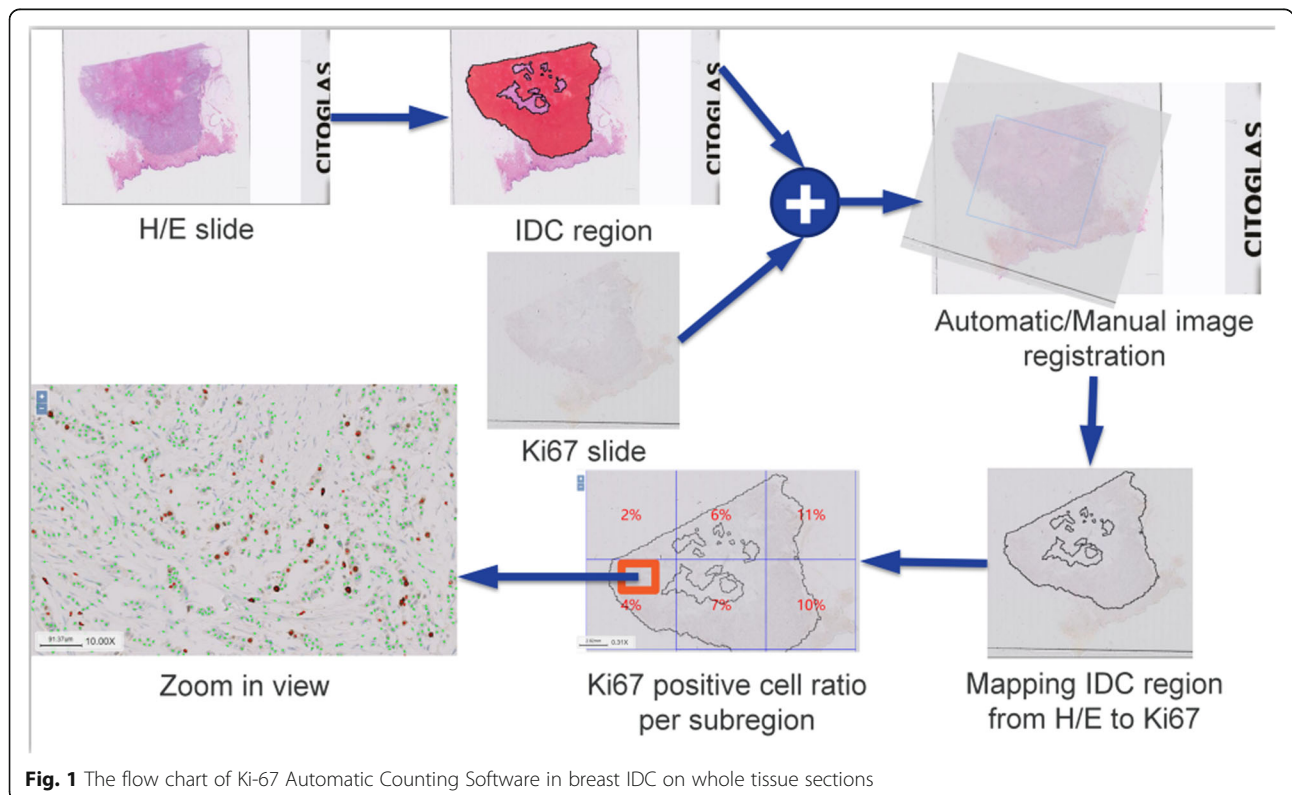 CITOGLAS
CITOGLAS
CITOGLAS
H/E slide
IDC region
Ki67 slide
Automatic/Manual image
registration
2%
6%
11%
4%
7%
10%
0.31X
91.37μm
10.00X
Zoom in view
Ki67 positive cell ratio
per subregion
Mapping IDC region
from H/E to Ki67
Fig. 1 The flow chart of Ki-67 Automatic Counting Software in breast IDC on whole tissue sections